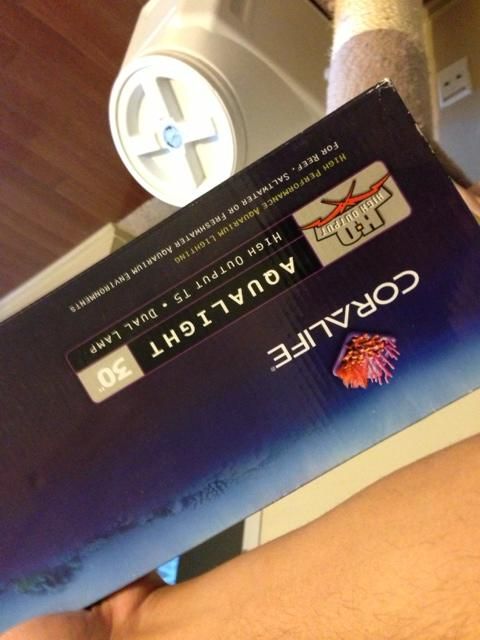 CORALIFE®
HO
HIGH OUTPUT
AQUALIGHT
HIGH OUTPUT T5 • DUAL LAMP
30"
HIGH PERFORMANCE AQUARIUM LIGHTING
FOR REEF, SALTWATER OR FRESHWATER AQUARIUM ENVIRONMENTS